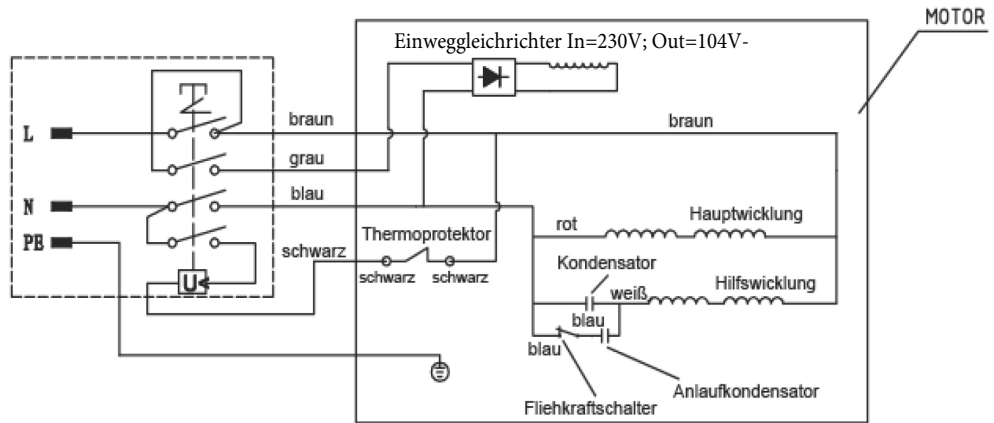 MOTOR
Einweggleichrichter In=230V; Out=104V-
L
braun
braun
grau
N
blau
PE
schwarz
Thermoprotektor
schwarz
schwarz
U<
rot
Hauptwicklung
Kondensator
weiß
Hilfswicklung
blau
blau
Anlaufkondensator
Fliehkraftschalter